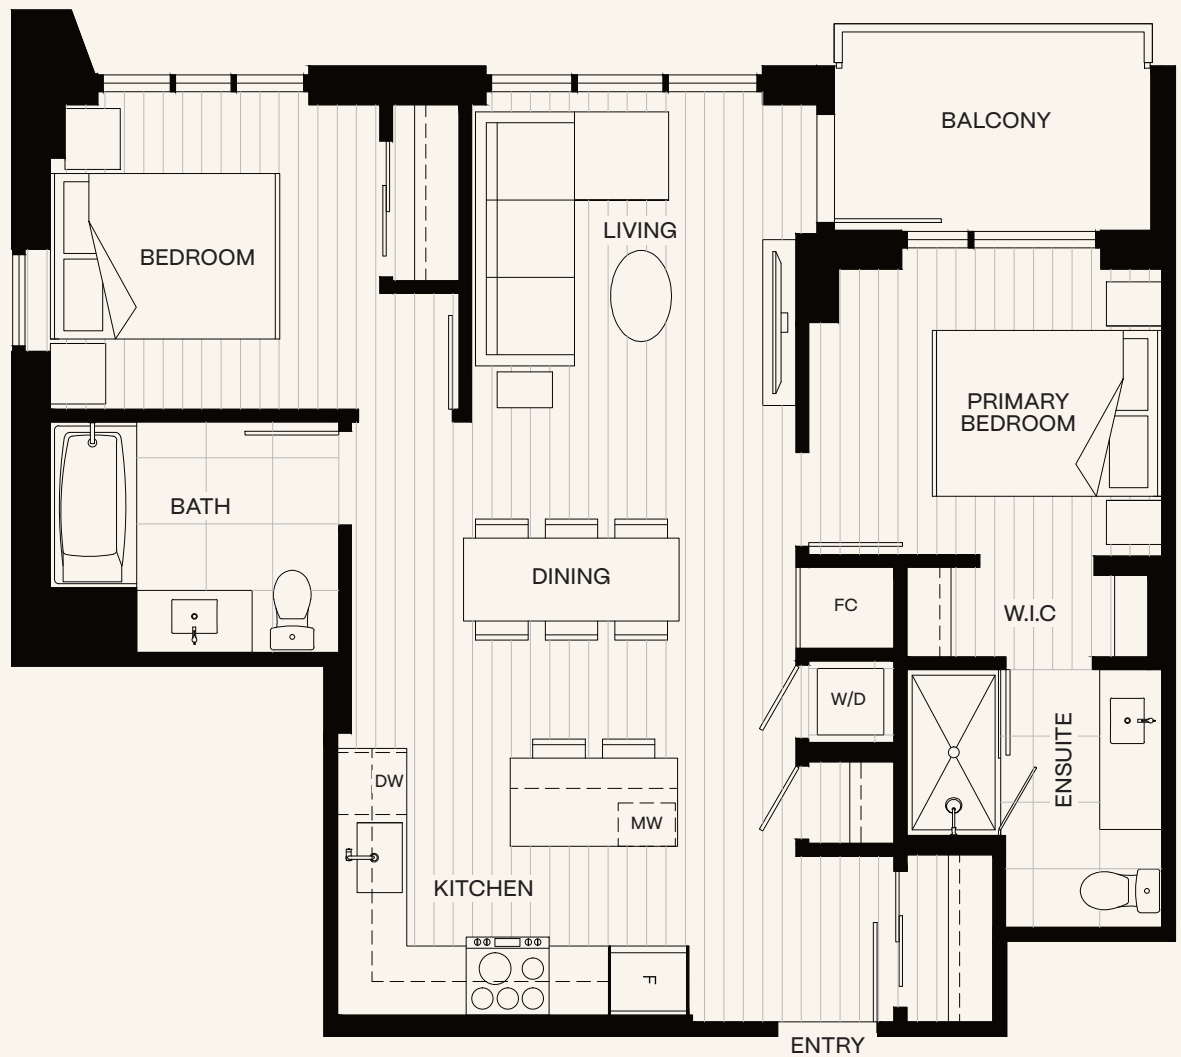 BALCONY
LIVING
BEDROOM
PRIMARY
BEDROOM
BATH
DINING
FC
W.I.C
W/D
ENSUITE
DW
MW
KITCHEN
F
ENTRY